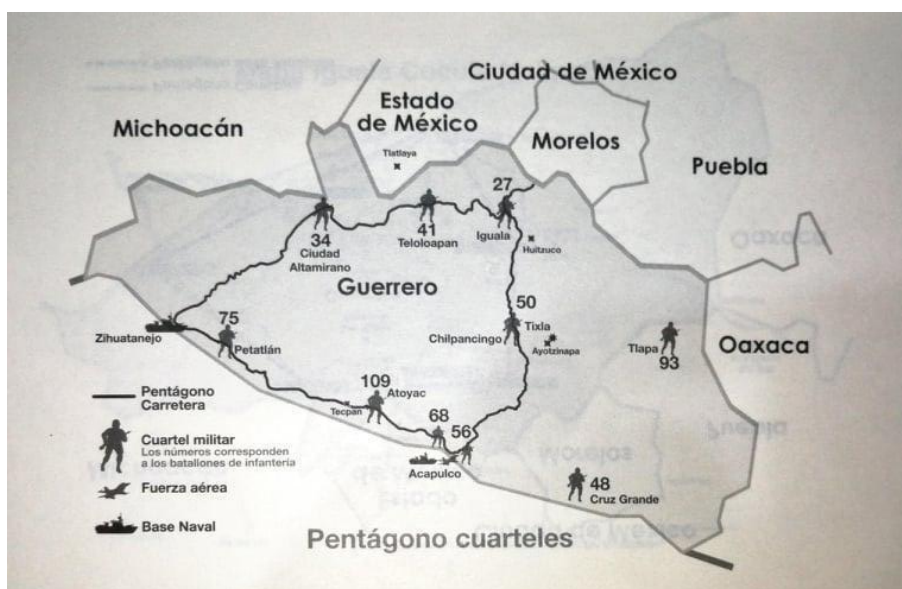 Ciudad de México
Estado
de México
Michoacán
Morelos
Puebla
Tlatlaya
27
34
Ciudad
Altamirano
41
Teloloapan
Iguala
Huitzuco
Guerrero
50
Tixla
Chilpancingo
Ayotzinapa
Tlapa
93
Oaxaca
75
Zihuatanejo
Petatlán
109
Atoyac
Tecpan
68
56
Acapulco
48
Cruz Grande
Pentágono
Carretera
Cuartel militar
Los números corresponden
a los batallones de infantería
Fuerza aérea
Base Naval
Pentágono cuarteles